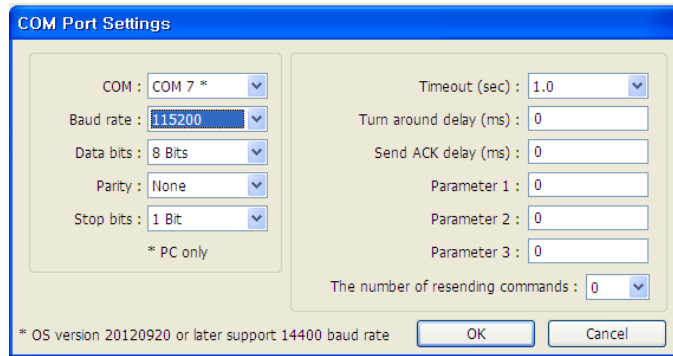 COM Port Settings
COM : COM 7 *
Baud rate : 115200
Data bits : 8 Bits
Parity : None
Stop bits : 1 Bit
* PC only
Timeout (sec) : 1.0
Turn around delay (ms) : 0
Send ACK delay (ms) : 0
Parameter 1 : 0
Parameter 2 : 0
Parameter 3 : 0
The number of resending commands : 0
* OS version 20120920 or later support 14400 baud rate
OK
Cancel